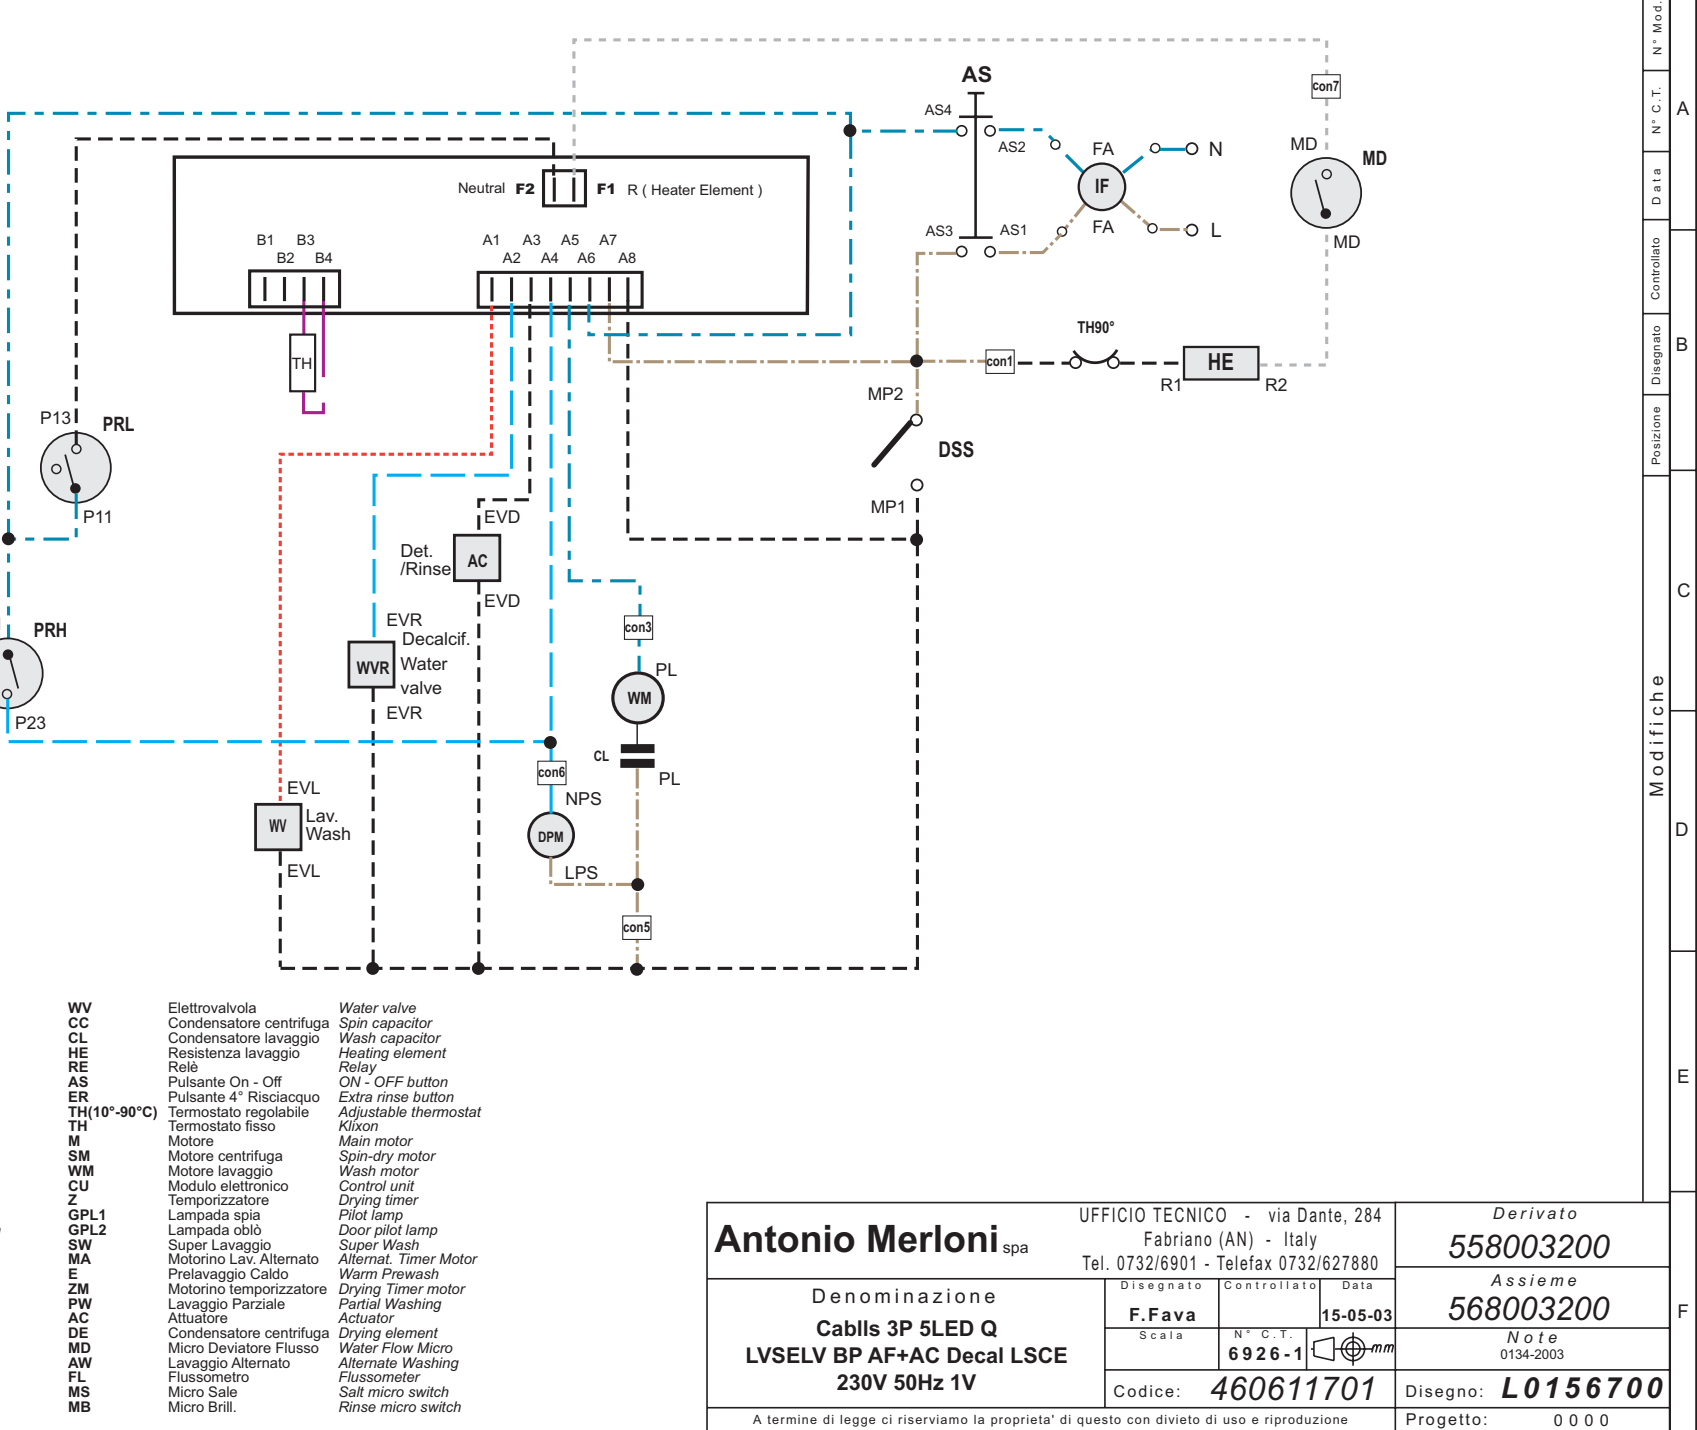 N° Mod.
N° C.T.
Data
Controllato
Disegnato
Posizione
Modifiche
A
B
C
D
E
F
con7
AS
AS4
AS2
FA
N
IF
MD
MD
MD
AS3
AS1
FA
L
Neutral F2
F1 R ( Heater Element )
B1 B3
B2 B4
A1 A3 A5 A7
A2 A4 A6 A8
TH
TH90°
con1
HE
R1
R2
MP2
DSS
MP1
P13
PRL
P11
EVD
Det.
/Rinse
AC
EVD
PRH
P23
EVR
Decalcif.
WVR
Water
valve
EVR
con3
PL
WM
CL
PL
con6
NPS
DPM
LPS
con5
EVL
WV
Lav.
Wash
EVL
WV Elettrovalvola Water valve
CC Condensatore centrifuga Spin capacitor
CL Condensatore lavaggio Wash capacitor
HE Resistenza lavaggio Heating element
RE Relè Relay
AS Pulsante On - Off ON - OFF button
ER Pulsante 4° Risciacquo Extra rinse button
TH(10°-90°C) Termostato regolabile Adjustable thermostat
TH Termostato fisso Klixon
M Motore Main motor
SM Motore centrifuga Spin-dry motor
WM Motore lavaggio Wash motor
CU Modulo elettronico Control unit
Z Temporizzatore Drying timer
GPL1 Lampada spia Pilot lamp
GPL2 Lampada oblò Door pilot lamp
SW Super Lavaggio Super Wash
MA Motorino Lav. Alternato Alternat. Timer Motor
E Prelavaggio Caldo Warm Prewash
ZM Motorino temporizzatore Drying Timer motor
PW Lavaggio Parziale Partial Washing
AC Attuatore Actuator
DE Condensatore centrifuga Drying element
MD Micro Deviatore Flusso Water Flow Micro
AW Lavaggio Alternato Alternate Washing
FL Flussometro Flussometer
MS Micro Sale Salt micro switch
MB Micro Brill. Rinse micro switch
Antonio Merloni spa
UFFICIO TECNICO - via Dante, 284
Fabriano (AN) - Italy
Tel. 0732/6901 - Telefax 0732/627880
Derivato
558003200
Assieme
568003200
Denominazione
Cablls 3P 5LED Q
LVSELV BP AF+AC Decal LSCE
230V 50Hz 1V
Disegnato Controllato Data
F.Fava 15-05-03
Scala N° C.T.
6926-1 mm
Note
0134-2003
Codice: 460611701
Disegno: L0156700
A termine di legge ci riserviamo la proprieta' di questo con divieto di uso e riproduzione
Progetto: 0000